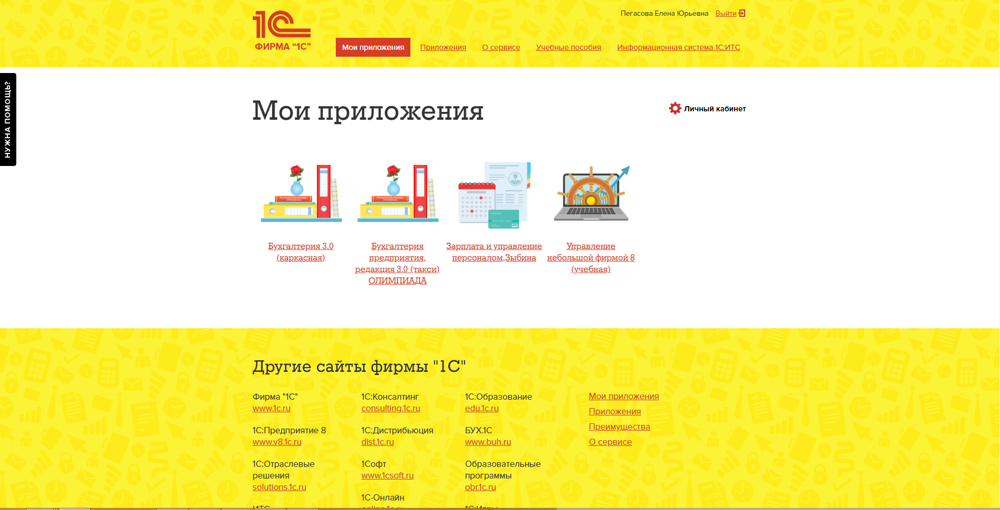 Пегасова Елена Юрьевна Выйти
ФИРМА “1С”
Мои приложения Приложения О сервисе Учебные пособия Информационная система 1С:ИТС
НУЖНА ПОМОЩЬ?
Мои приложения
Личный кабинет
Регламентированная
отчетность
Регламентированная
отчетность
Бухгалтерия 3.0
(каркасная)
Бухгалтерия
предприятия,
редакция 3.0 (такси)
ОЛИМПИАДА
Зарплата и управление
персоналом,Зыбина
Управление
небольшой фирмой 8
(учебная)
Другие сайты фирмы "1С"
Фирма "1С"
www.1c.ru
1С:Предприятие 8
www.v8.1c.ru
1С:Отраслевые
решения
solutions.1c.ru
1С:Консалтинг
consulting.1c.ru
1С:Дистрибьюция
dist.1c.ru
1Софт
www.1csoft.ru
1С-Онлайн
1С:Образование
edu.1c.ru
БУХ.1С
www.buh.ru
Образовательные
программы
obr.1c.ru
Мои приложения
Приложения
Преимущества
О сервисе